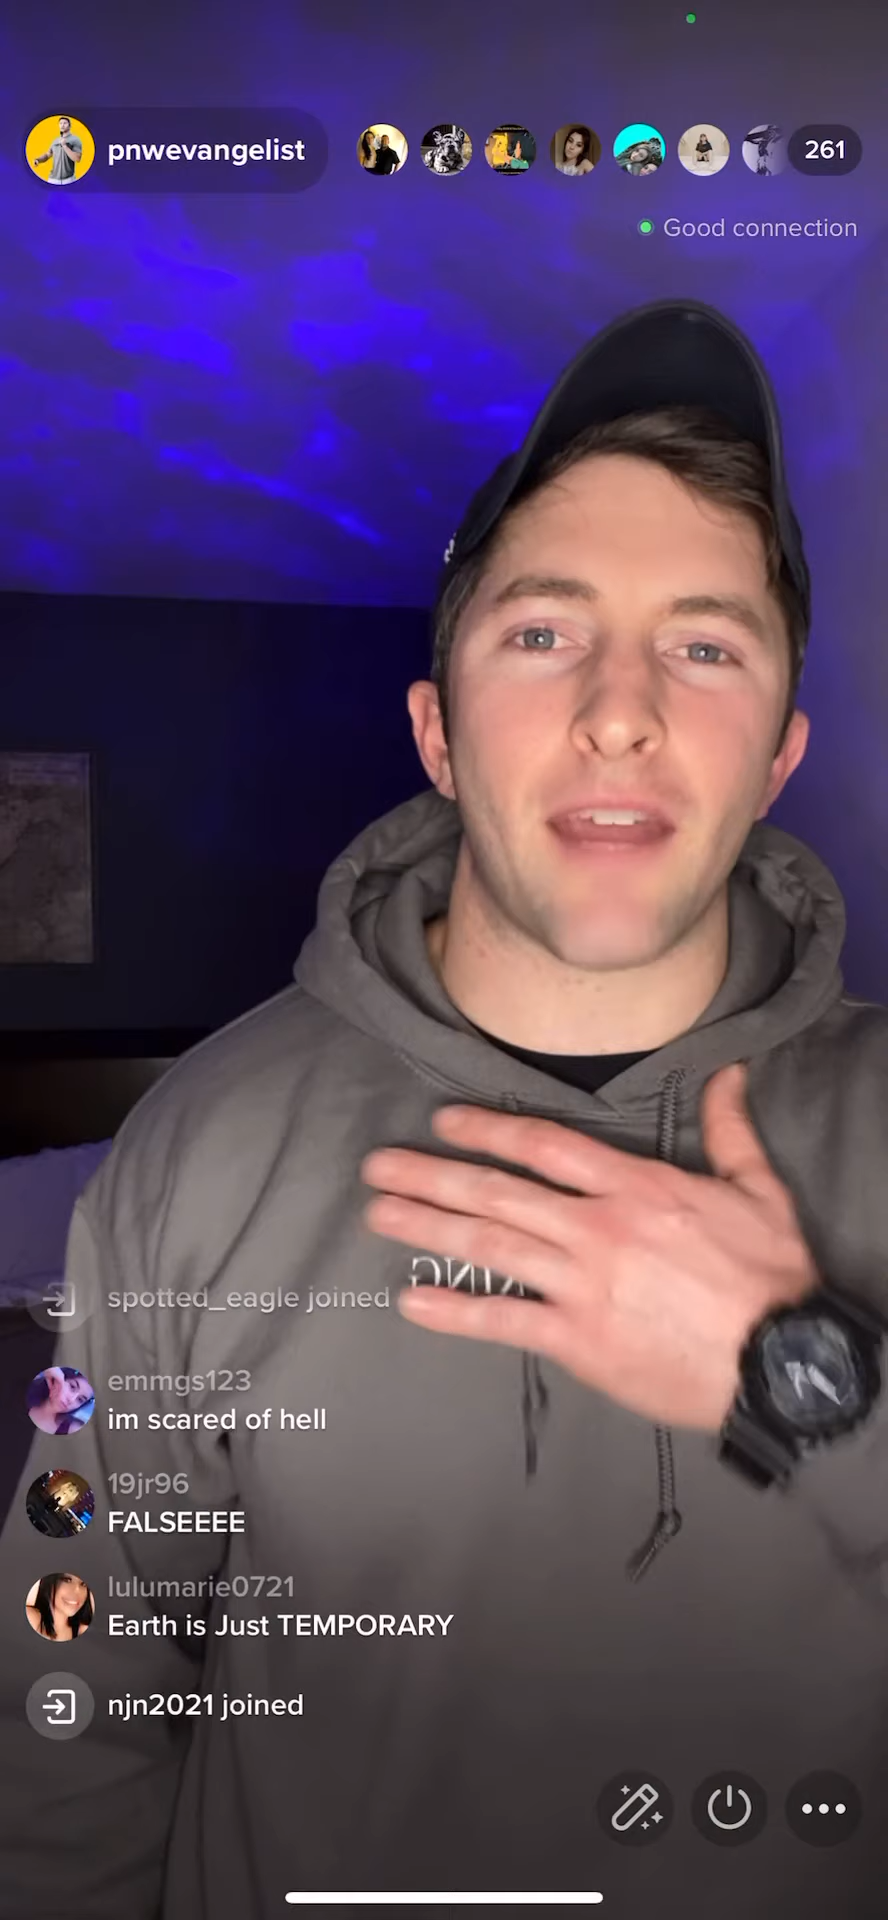 pnwevangelist
261
Good connection
spotted_eagle joined
emmgs123
im scared of hell
19jr96
FALSEEEE
lulumarie0721
Earth is Just TEMPORARY
njn2021 joined